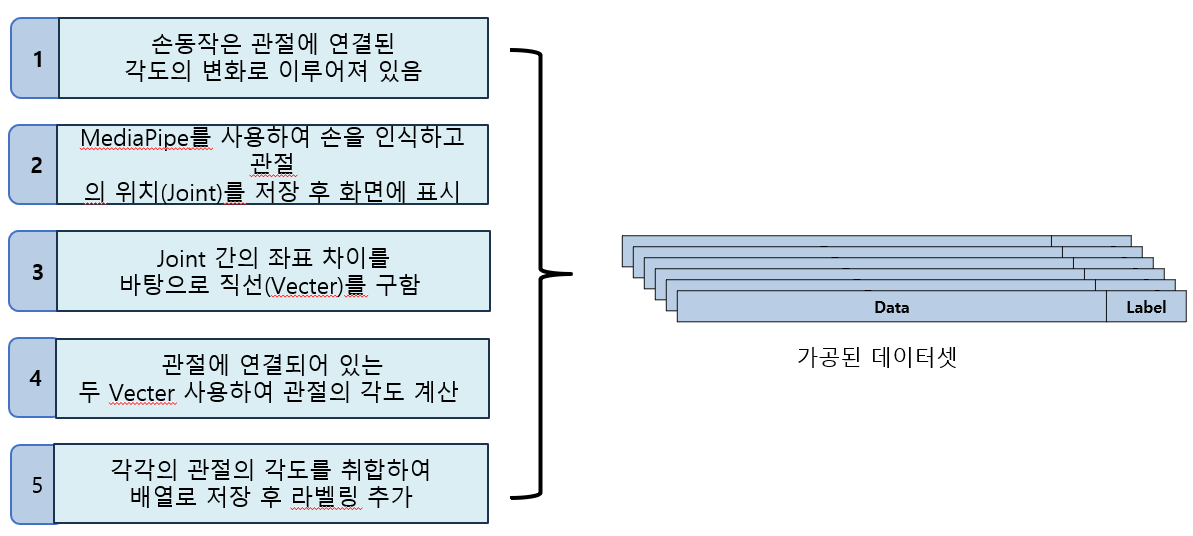 1
손동작은 관절에 연결된
각도의 변화로 이루어져 있음
2
MediaPipe를 사용하여 손을 인식하고
관절
의 위치(Joint)를 저장 후 화면에 표시
3
Joint 간의 좌표 차이를
바탕으로 직선(Vecter)를 구함
4
관절에 연결되어 있는
두 Vecter 사용하여 관절의 각도 계산
5
각각의 관절의 각도를 취합하여
배열로 저장 후 라벨링 추가
Data
Label
가공된 데이터셋